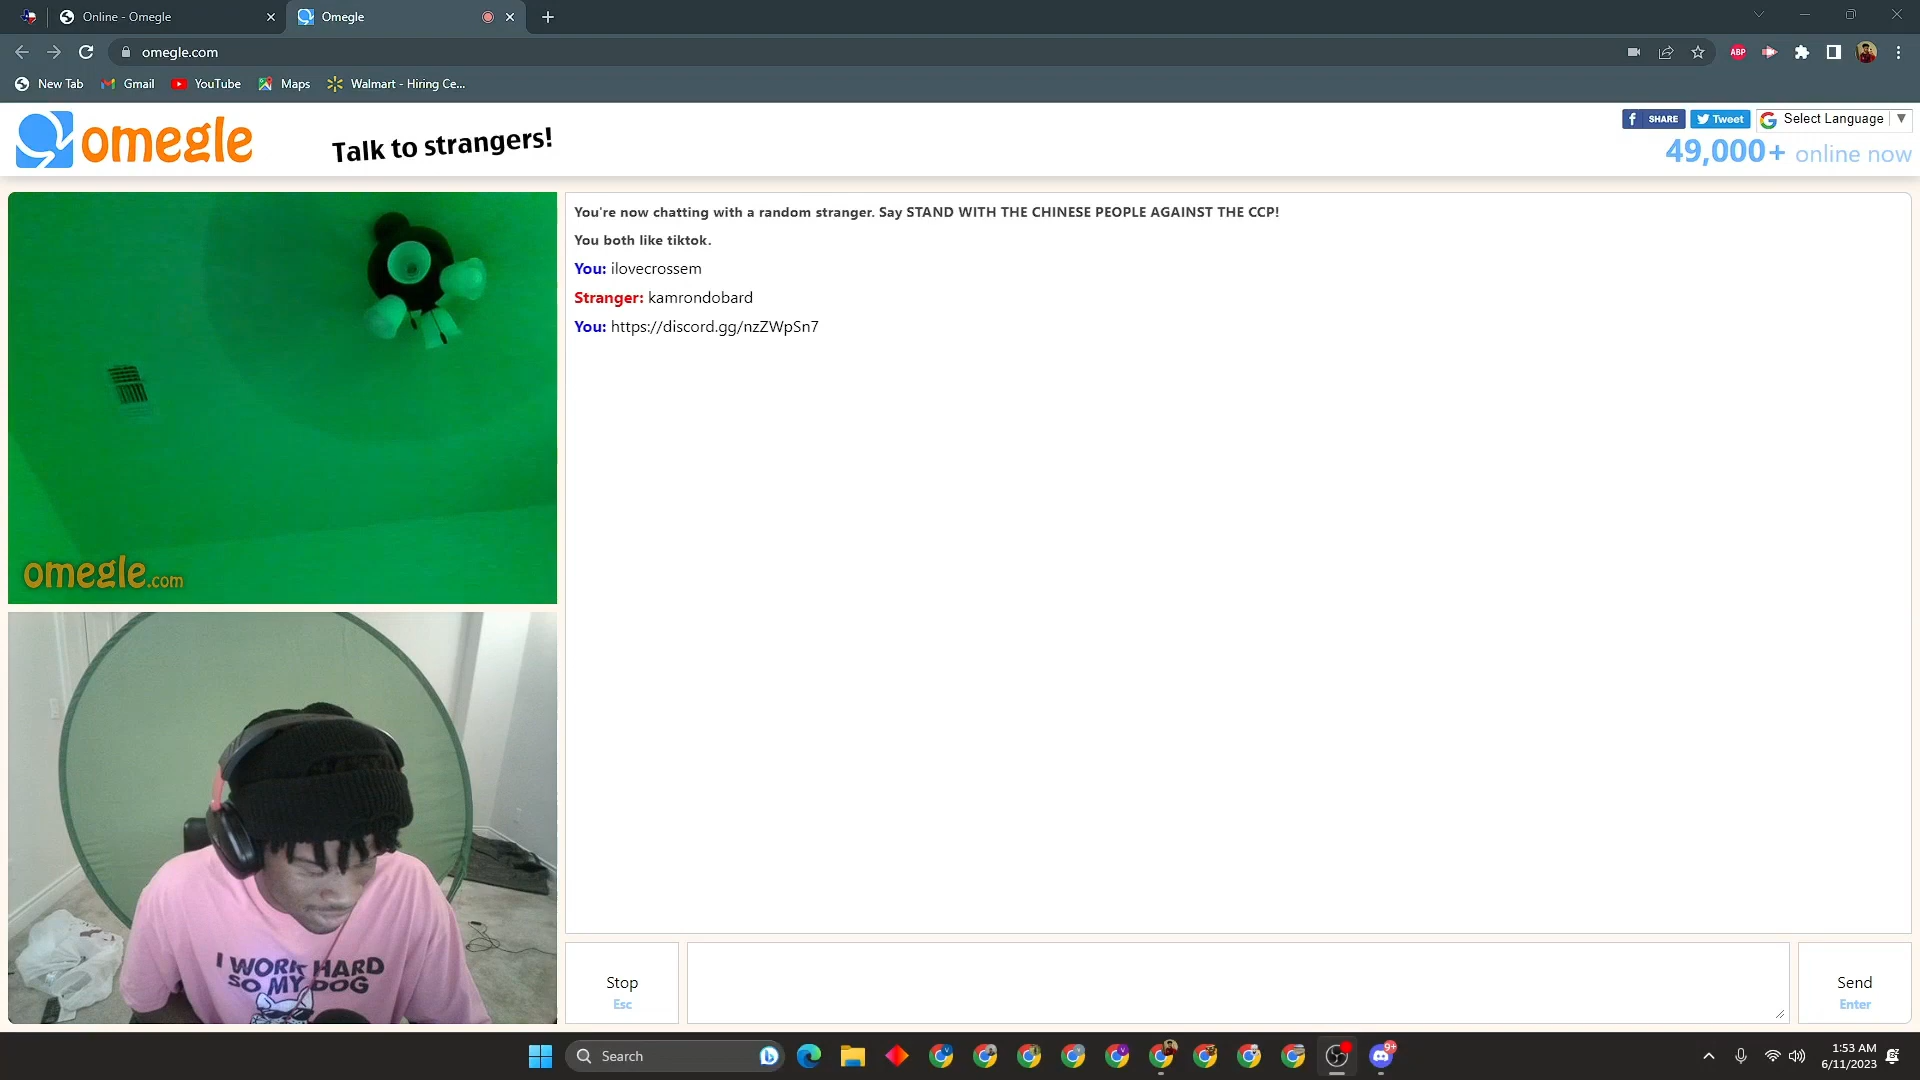 Online - Omegle
Omegle
omegle.com
New Tab
Gmail
YouTube
Maps
Walmart - Hiring Ce...
omegle
Talk to strangers!
SHARE
Tweet
Select Language
49,000+ online now
You're now chatting with a random stranger. Say STAND WITH THE CHINESE PEOPLE AGAINST THE CCP!
You both like tiktok.
You: ilovecrossem
Stranger: kamrondobard
You: https://discord.gg/nzZWpSn7
omegle.com
I WORK HARD
SO MY DOG
Stop
Esc
Send
Enter
Search
ABP
9+
1:53 AM
6/11/2023